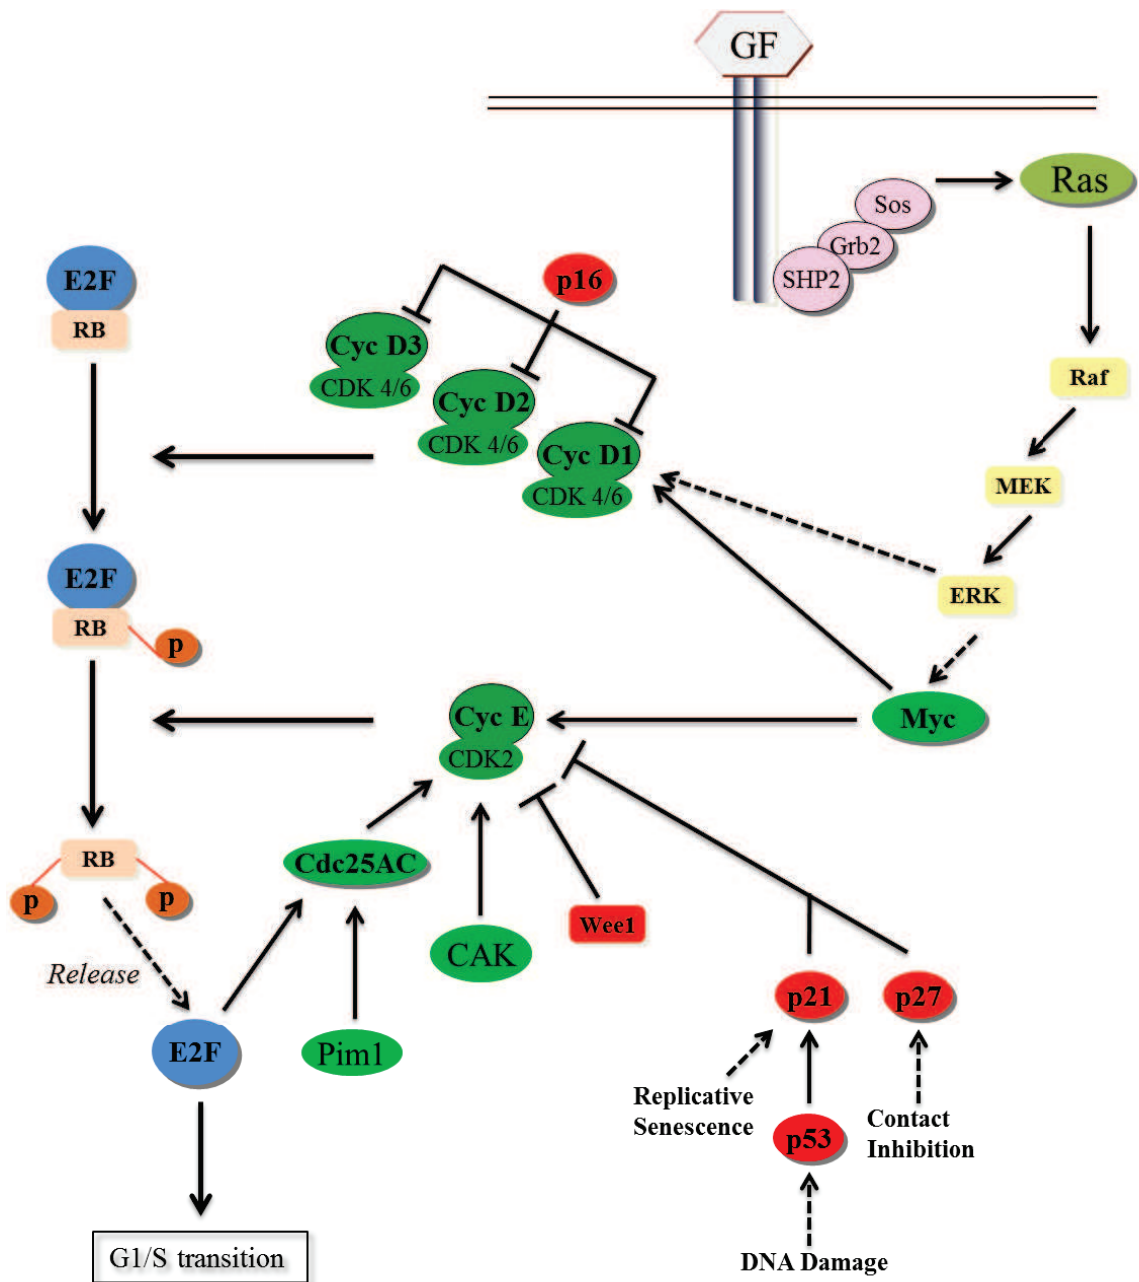 GF
Ras
Sos
Grb2
SHP2
E2F
RB
p16
Cyc D3
CDK 4/6
Cyc D2
CDK 4/6
Cyc D1
CDK 4/6
Raf
MEK
ERK
E2F
RB
p
Cyc E
CDK2
Myc
RB
p
p
Cdc25AC
Wee1
CAK
Release
p21
p27
E2F
Pim1
Replicative
Senescence
Contact
Inhibition
p53
G1/S transition
DNA Damage